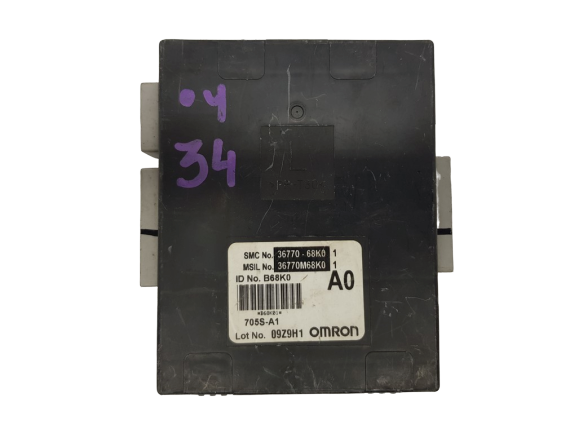 •4
34
SMC No. 36770-68K0 1
MSIL No. 36770M68K0 1
ID No. B68K0
A0
*B68K01*
705S-A1
Lot No. 09Z9H1 OMRON